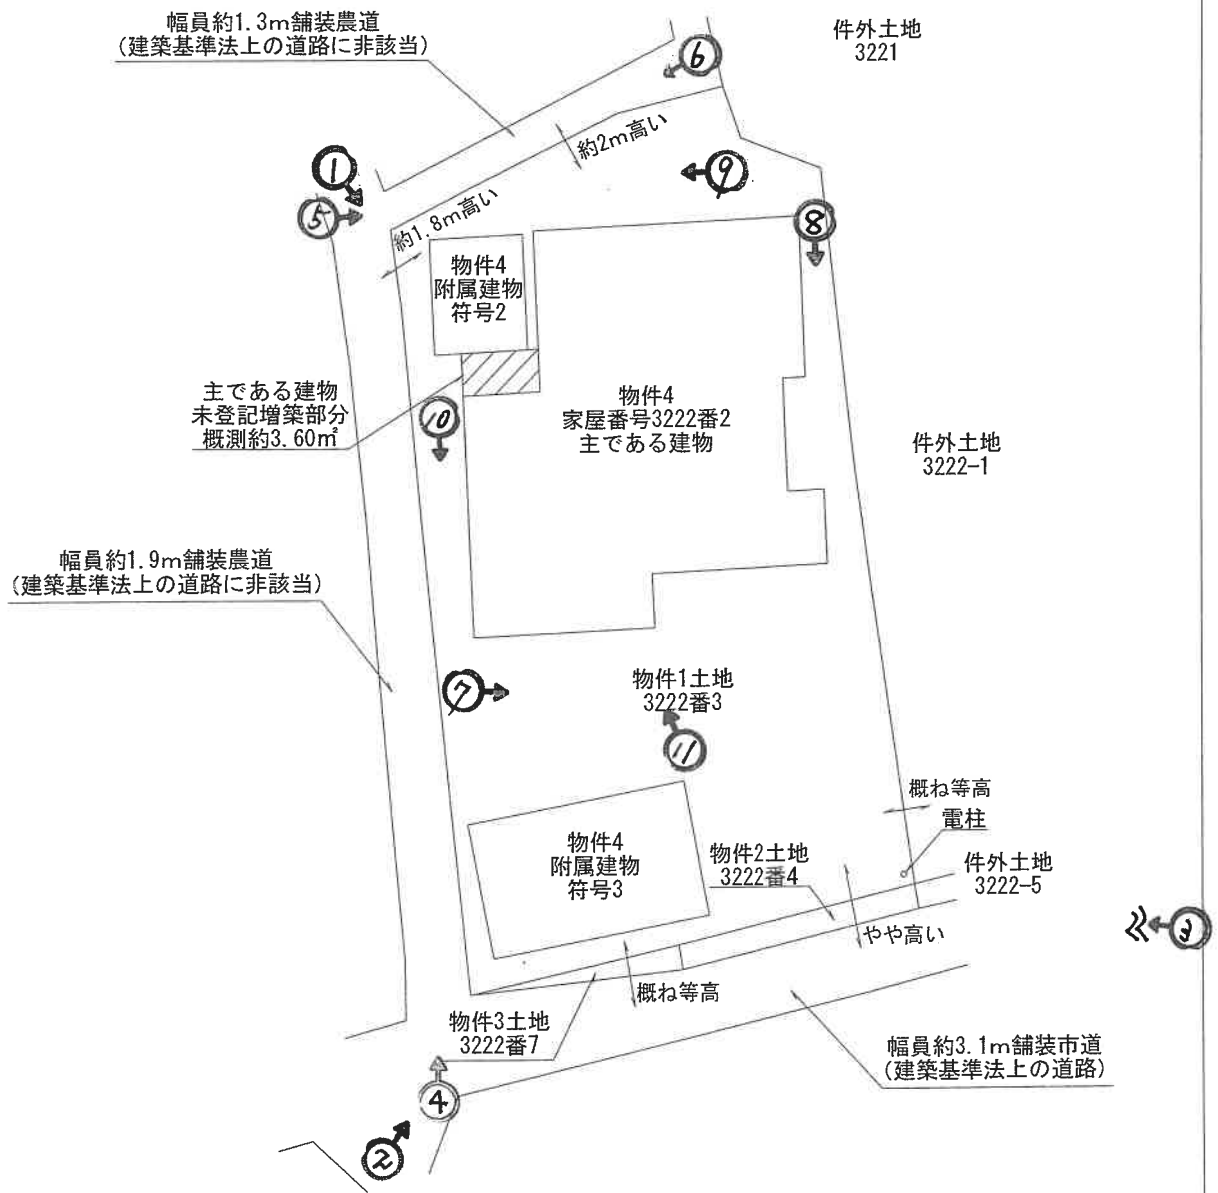 幅員約1.3m舗装農道
(建築基準法上の道路に非該当)
件外土地
3221
6
約2m高い
1
9
5
約1.8m高い
8
物件4
附属建物
符号2
主である建物
未登記増築部分
概測約3.60㎡
物件4
家屋番号3222番2
主である建物
10
件外土地
3222-1
幅員約1.9m舗装農道
(建築基準法上の道路に非該当)
物件1土地
3222番3
7
11
概ね等高
電柱
物件4
附属建物
符号3
物件2土地
3222番4
件外土地
3222-5
やや高い
3
概ね等高
物件3土地
3222番7
幅員約3.1m舗装市道
(建築基準法上の道路)
4
2